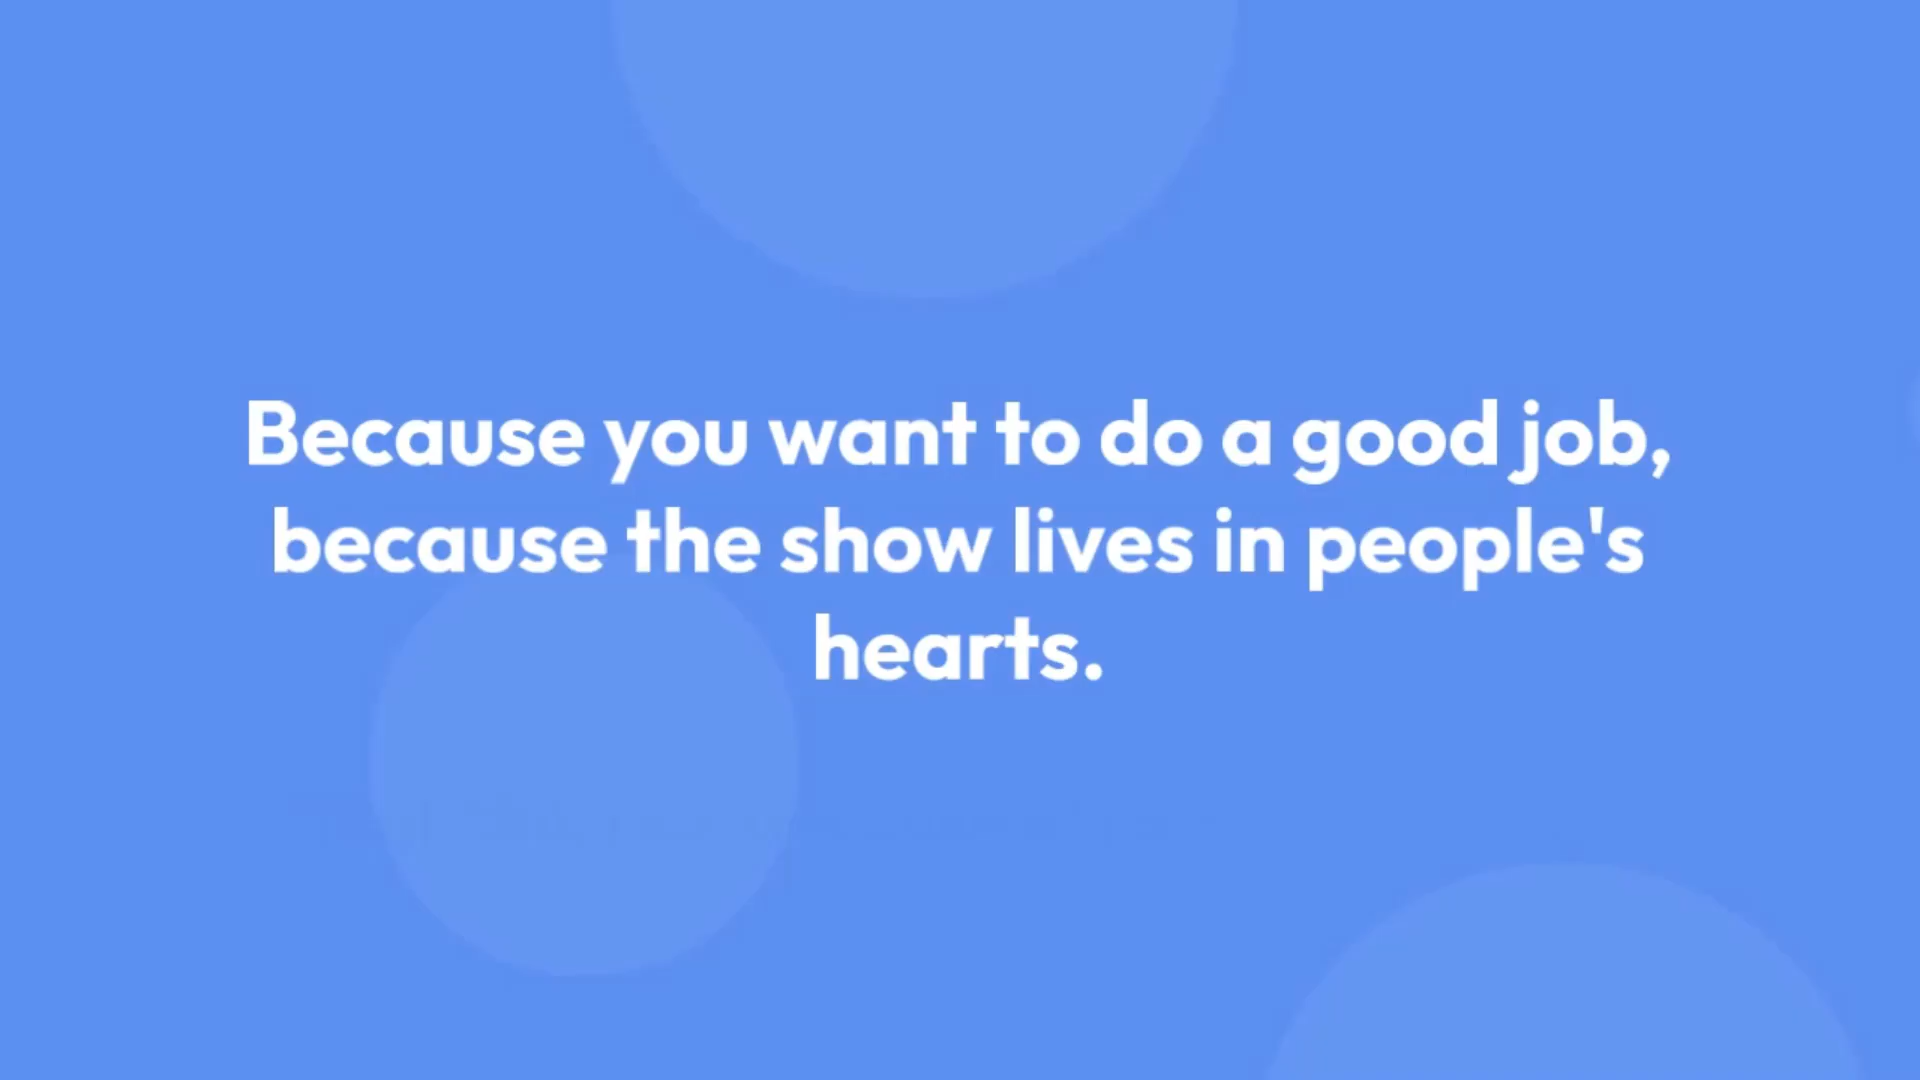 Because you want to do a good job,
because the show lives in people's
hearts.